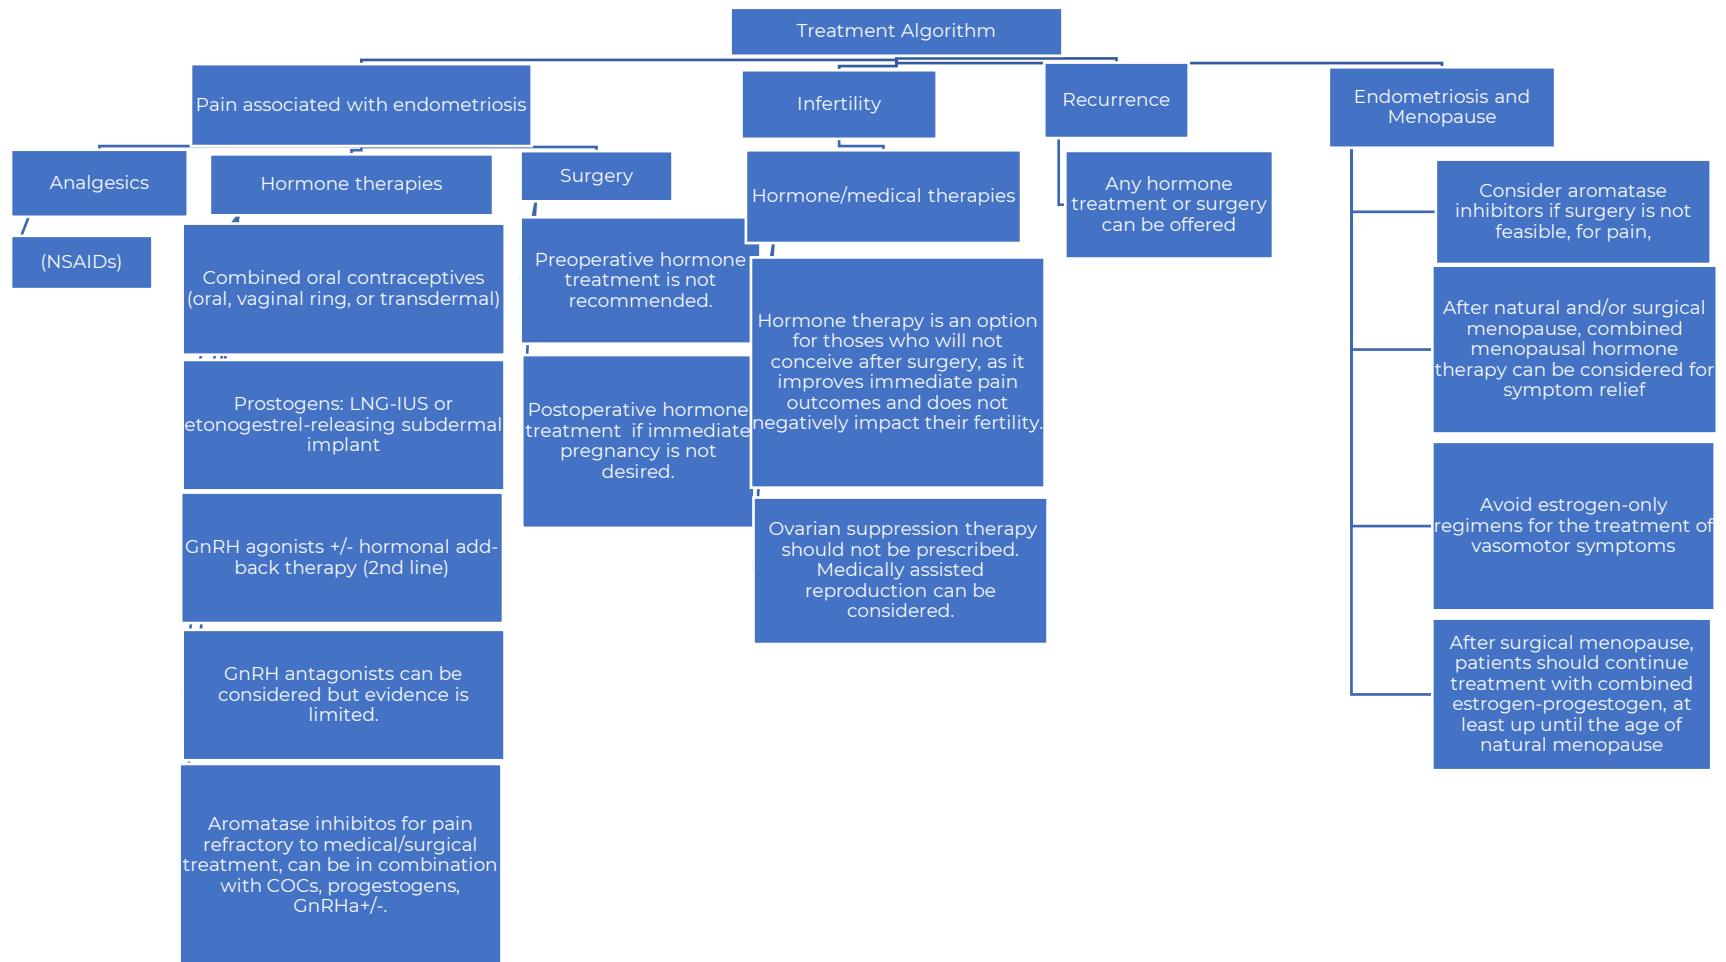 Treatment Algorithm
Pain associated with endometriosis
Analgesics
(NSAIDs)
Hormone therapies
Combined oral contraceptives
(oral, vaginal ring, or transdermal)
Prostogens: LNG-IUS or
etonogestrel-releasing subdermal
implant
GnRH agonists +/- hormonal add-
back therapy (2nd line)
GnRH antagonists can be
considered but evidence is
limited.
Aromatase inhibitos for pain
refractory to medical/surgical
treatment, can be in combination
with COCs, progestogens,
GnRHa+/-.
Surgery
Preoperative hormone
treatment is not
recommended.
Postoperative hormone
treatment if immediate
pregnancy is not
desired.
Infertility
Hormone/medical therapies
Hormone therapy is an option
for thoses who will not
conceive after surgery, as it
improves immediate pain
outcomes and does not
negatively impact their fertility.
Ovarian suppression therapy
should not be prescribed.
Medically assisted
reproduction can be
considered.
Recurrence
Any hormone
treatment or surgery
can be offered
Endometriosis and
Menopause
Consider aromatase
inhibitors if surgery is not
feasible, for pain,
After natural and/or surgical
menopause, combined
menopausal hormone
therapy can be considered for
symptom relief
Avoid estrogen-only
regimens for the treatment of
vasomotor symptoms
After surgical menopause,
patients should continue
treatment with combined
estrogen-progestogen, at
least up until the age of
natural menopause